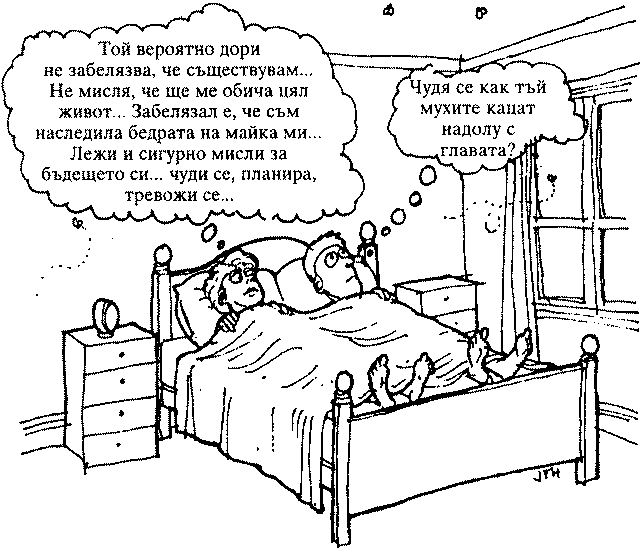 Той вероятно дори
не забелязва, че съществувам...
Не мисля, че ще ме обича цял
живот... Забелязал е, че съм
наследила бедрата на майка ми...
Лежи и сигурно мисли за
бъдещето си... чуди се, планира,
тревожи се...
Чудя се как тъй
мухите кацат
надолу с
главата?
JTH